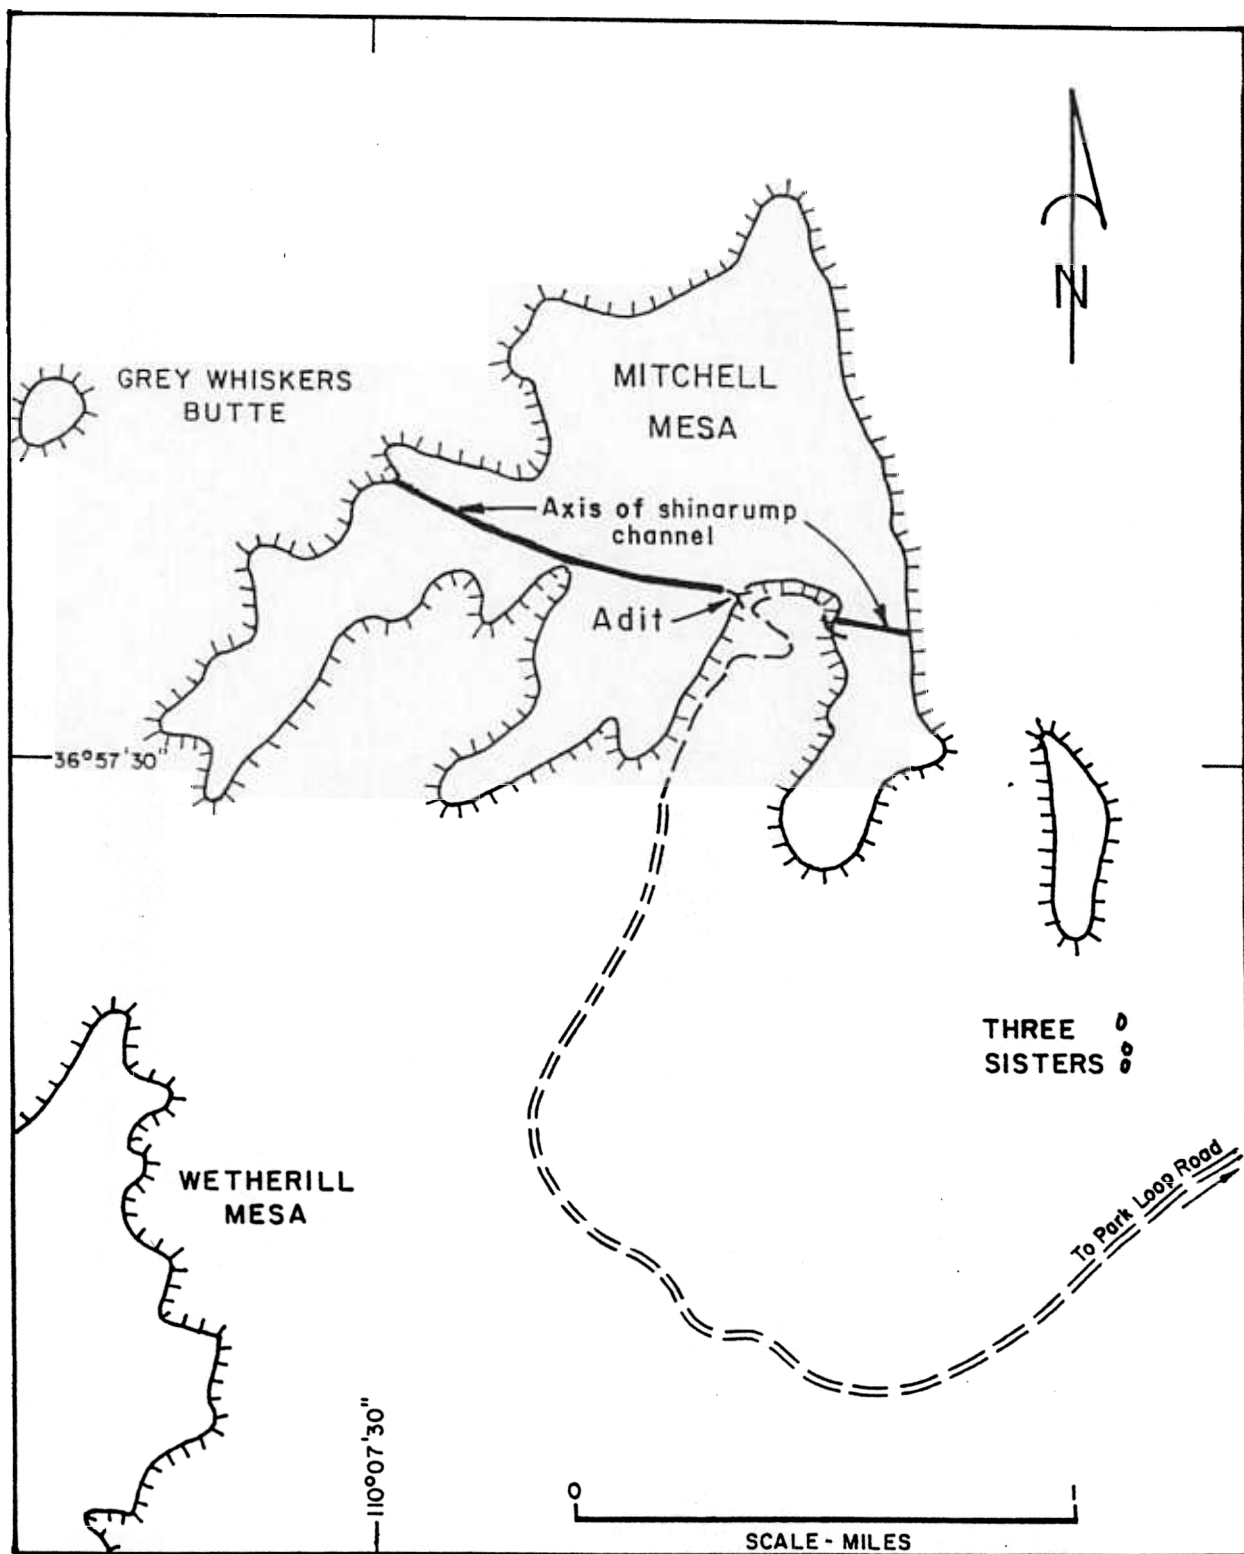 N
GREY WHISKERS
BUTTE
MITCHELL
MESA
Axis of shinarump
channel
Adit
36°57'30"
THREE
SISTERS
WETHERILL
MESA
To Park Loop Road
110°07'30"
0 1
SCALE - MILES